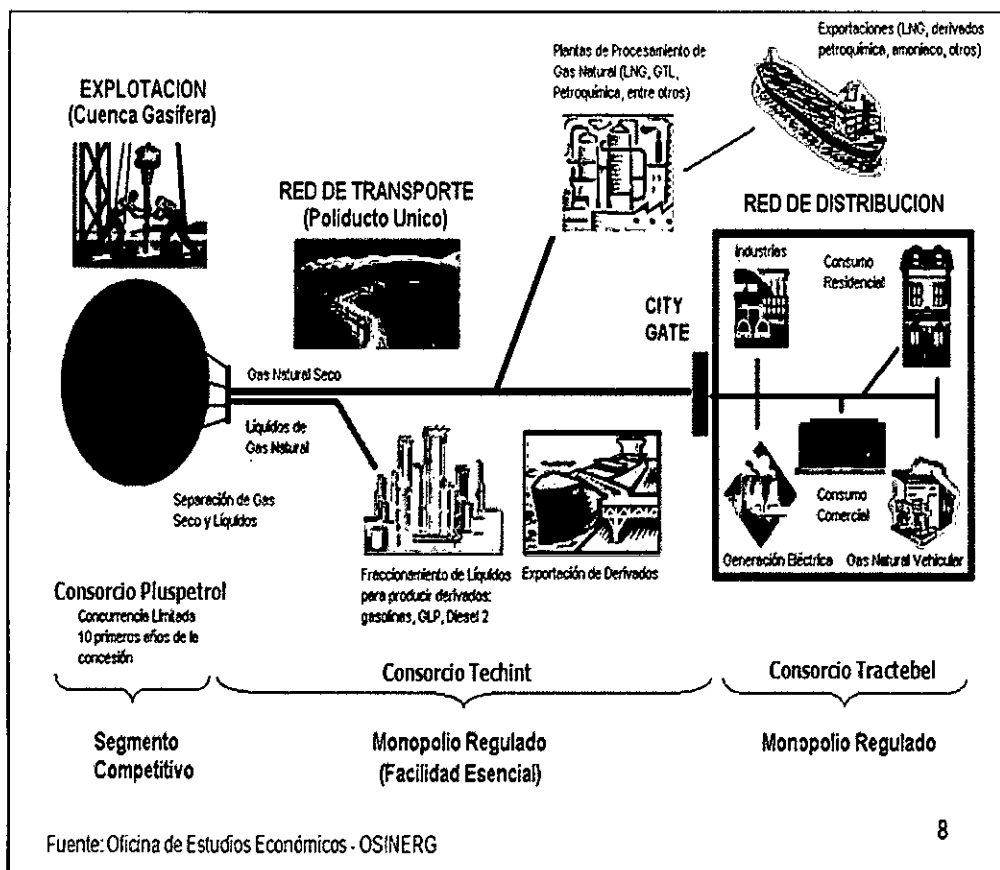 EXPLOTACION
(Cuenca Gasífera)
RED DE TRANSPORTE
(Poliducto Unico)
Plantas de Procesamiento de
Gas Natural (LNG, GTL,
Petroquímica, entre otros)
Exportaciones (LNG, derivados
petroquímica, amoniaco, otros)
RED DE DISTRIBUCION
Industrias
Consumo
Residencial
CITY
GATE
Gas Natural Seco
Líquidos de
Gas Natural
Separación de Gas
Seco y Líquidos
Fraccionamiento de Líquidos
para producir derivados:
gasolinas, GLP, Diesel 2
Exportación de Derivados
Consumo
Comercial
Generación Eléctrica
Gas Natural Vehicular
Consorcio Pluspetrol
Concurrencia Limitada
10 primeros años de la
concesión
Consorcio Techint
Consorcio Tractebel
Segmento
Competitivo
Monopolio Regulado
(Facilidad Esencial)
Monopolio Regulado
Fuente: Oficina de Estudios Económicos - OSINERG
8